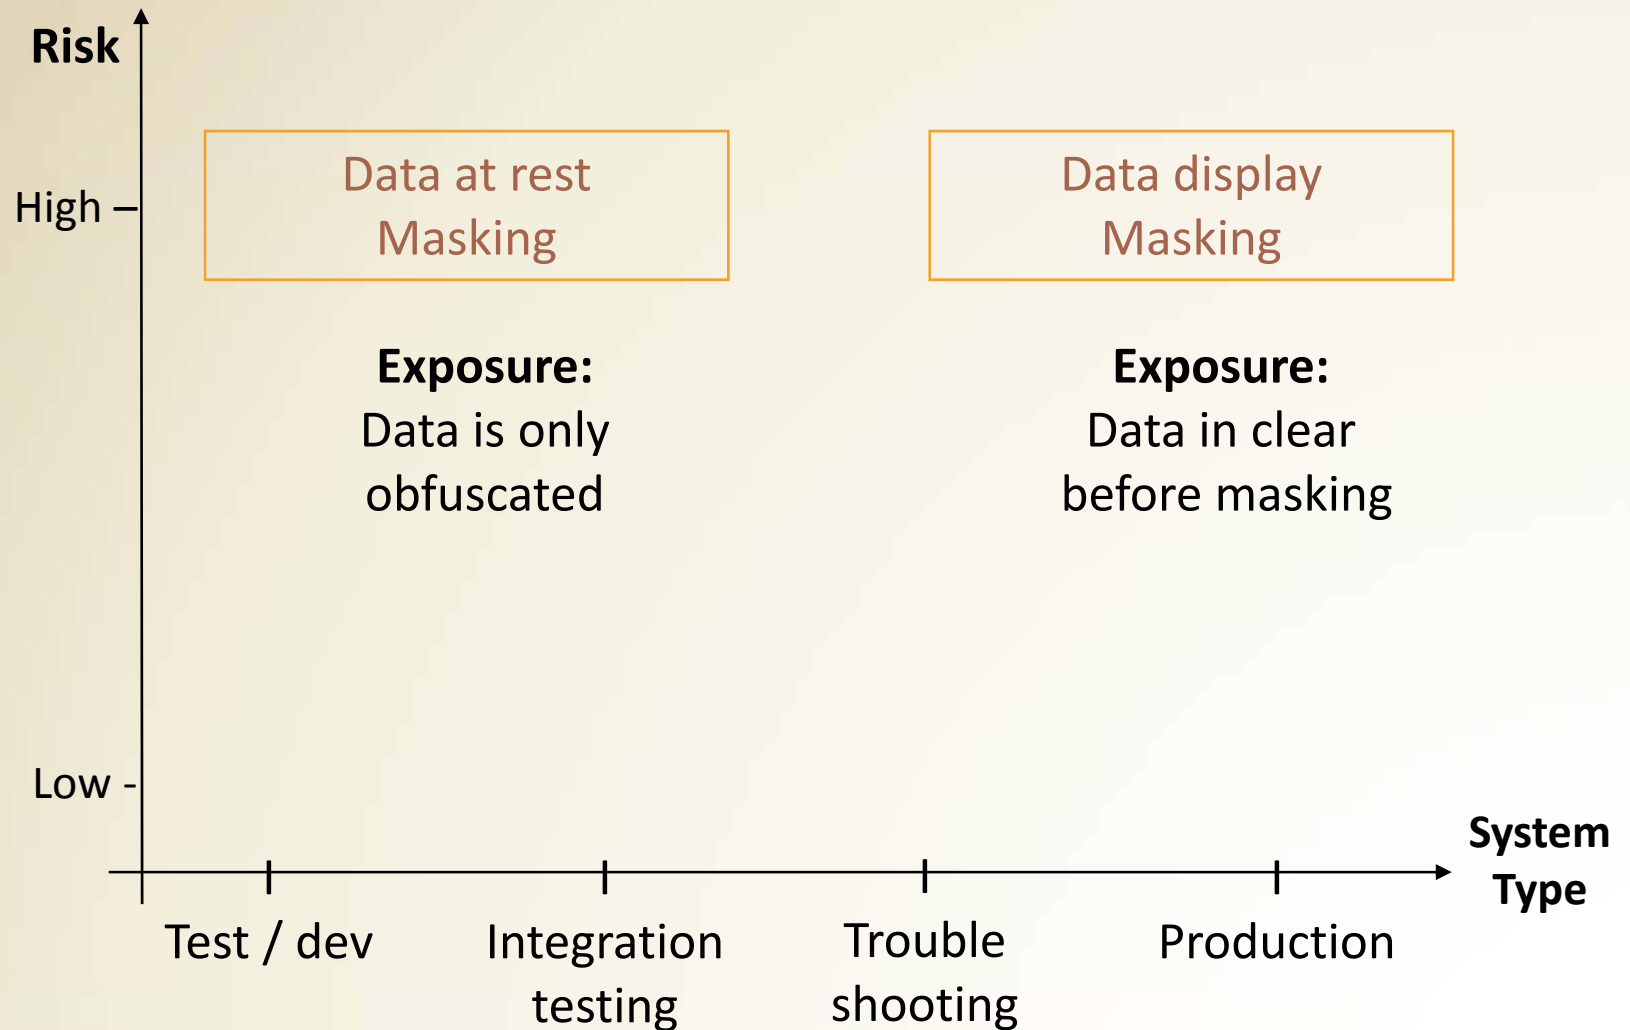 Risk
High –
Data at rest
Masking
Data display
Masking
Exposure:
Data is only
obfuscated
Exposure:
Data in clear
before masking
Low -
System
Type
Test / dev
Integration
testing
Trouble
shooting
Production